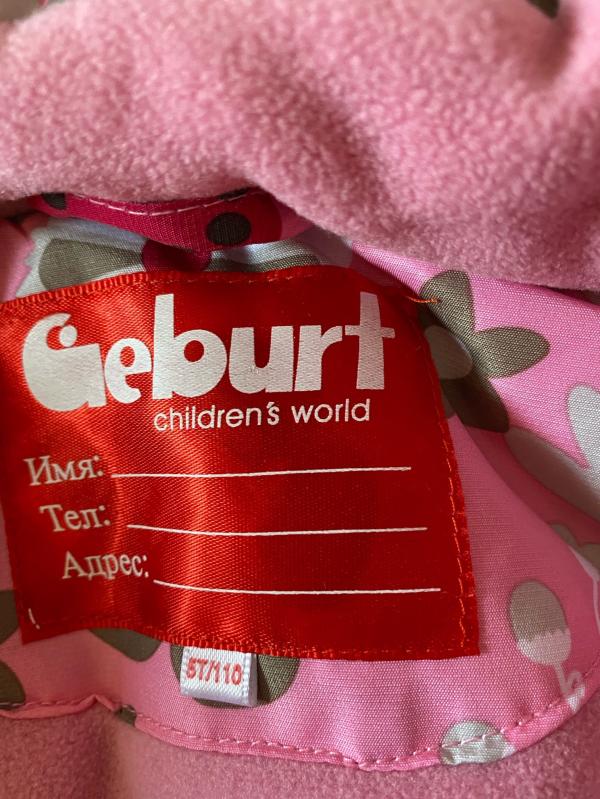 Geburt
children's world
Имя:
Тел:
Адрес:
5T/110